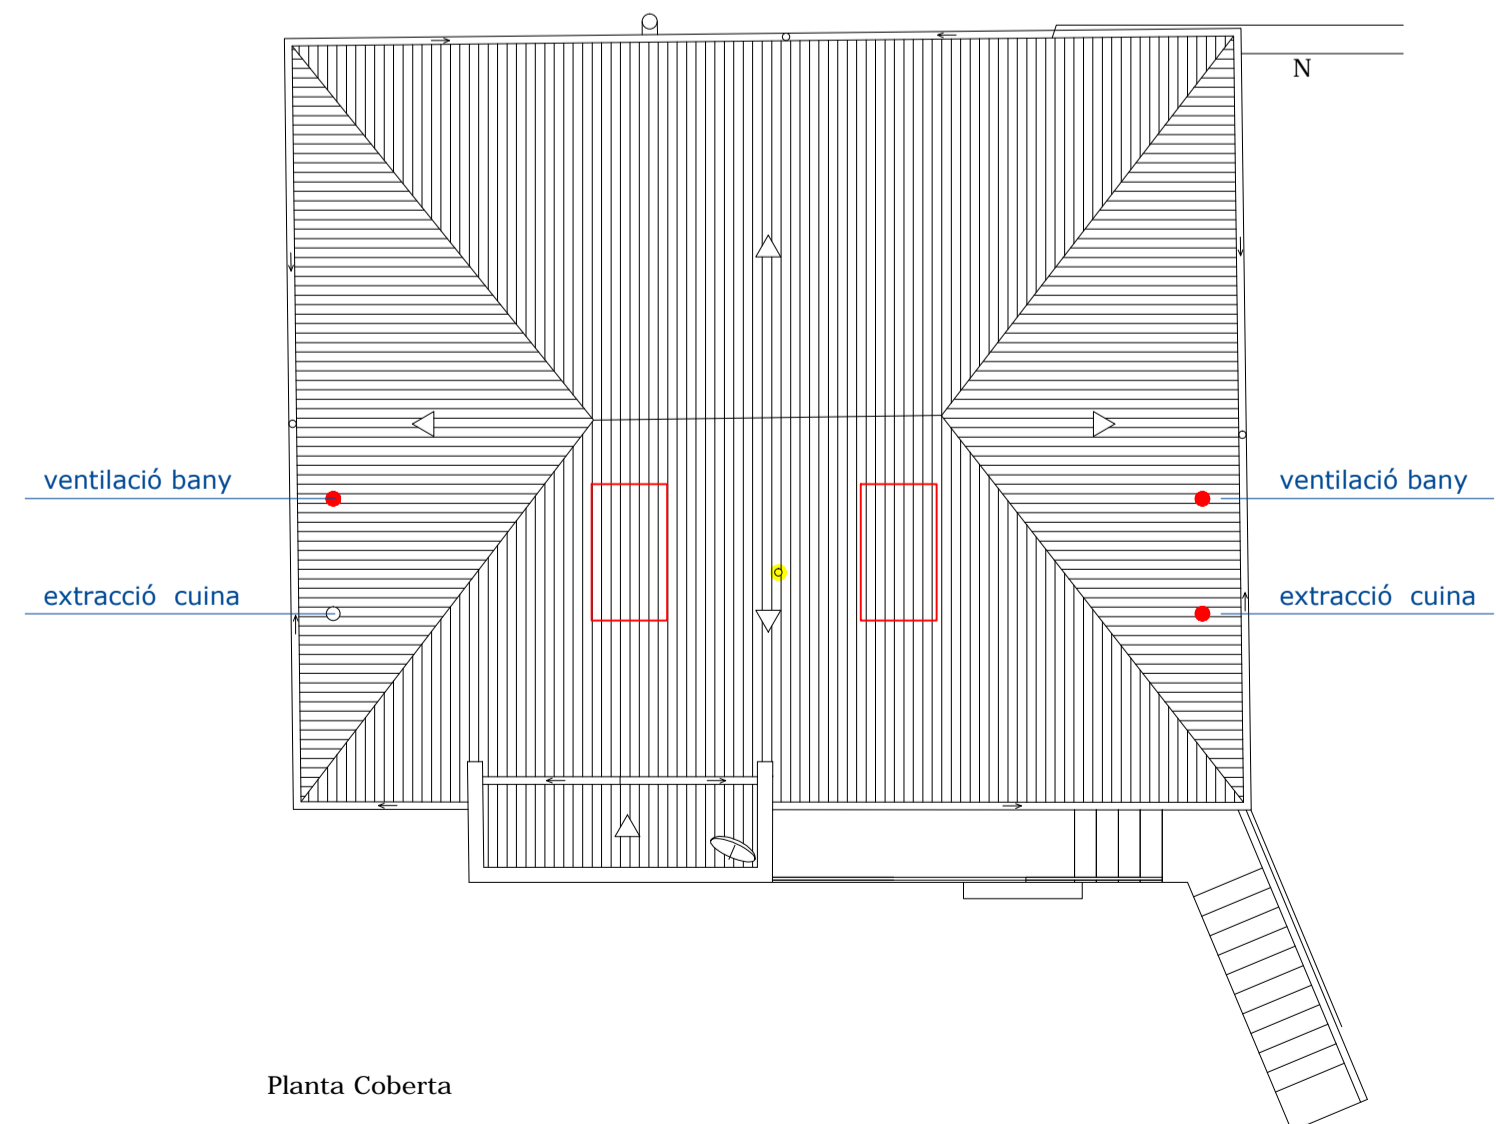 N
ventilació bany
ventilació bany
extracció cuina
extracció cuina
Planta Coberta